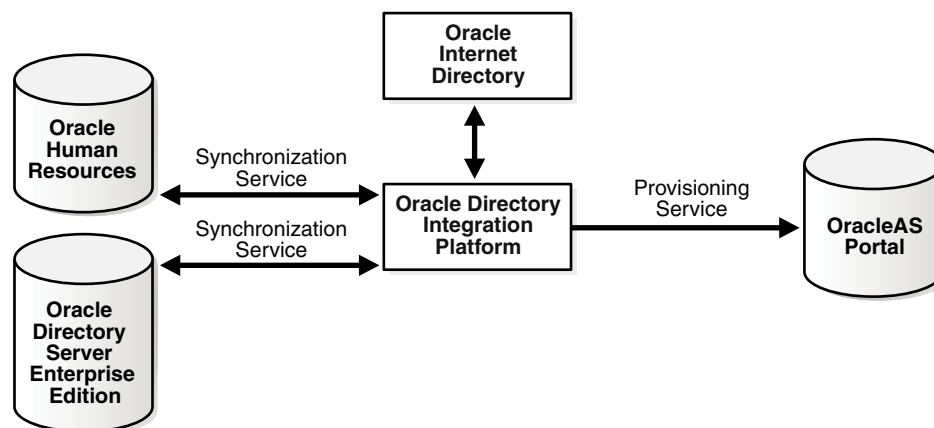 Oracle
Internet
Directory
Oracle
Human
Resources
Synchronization
Service
Oracle Directory
Integration
Platform
Provisioning
Service
OracleAS
Portal
Synchronization
Service
Oracle
Directory
Server
Enterprise
Edition